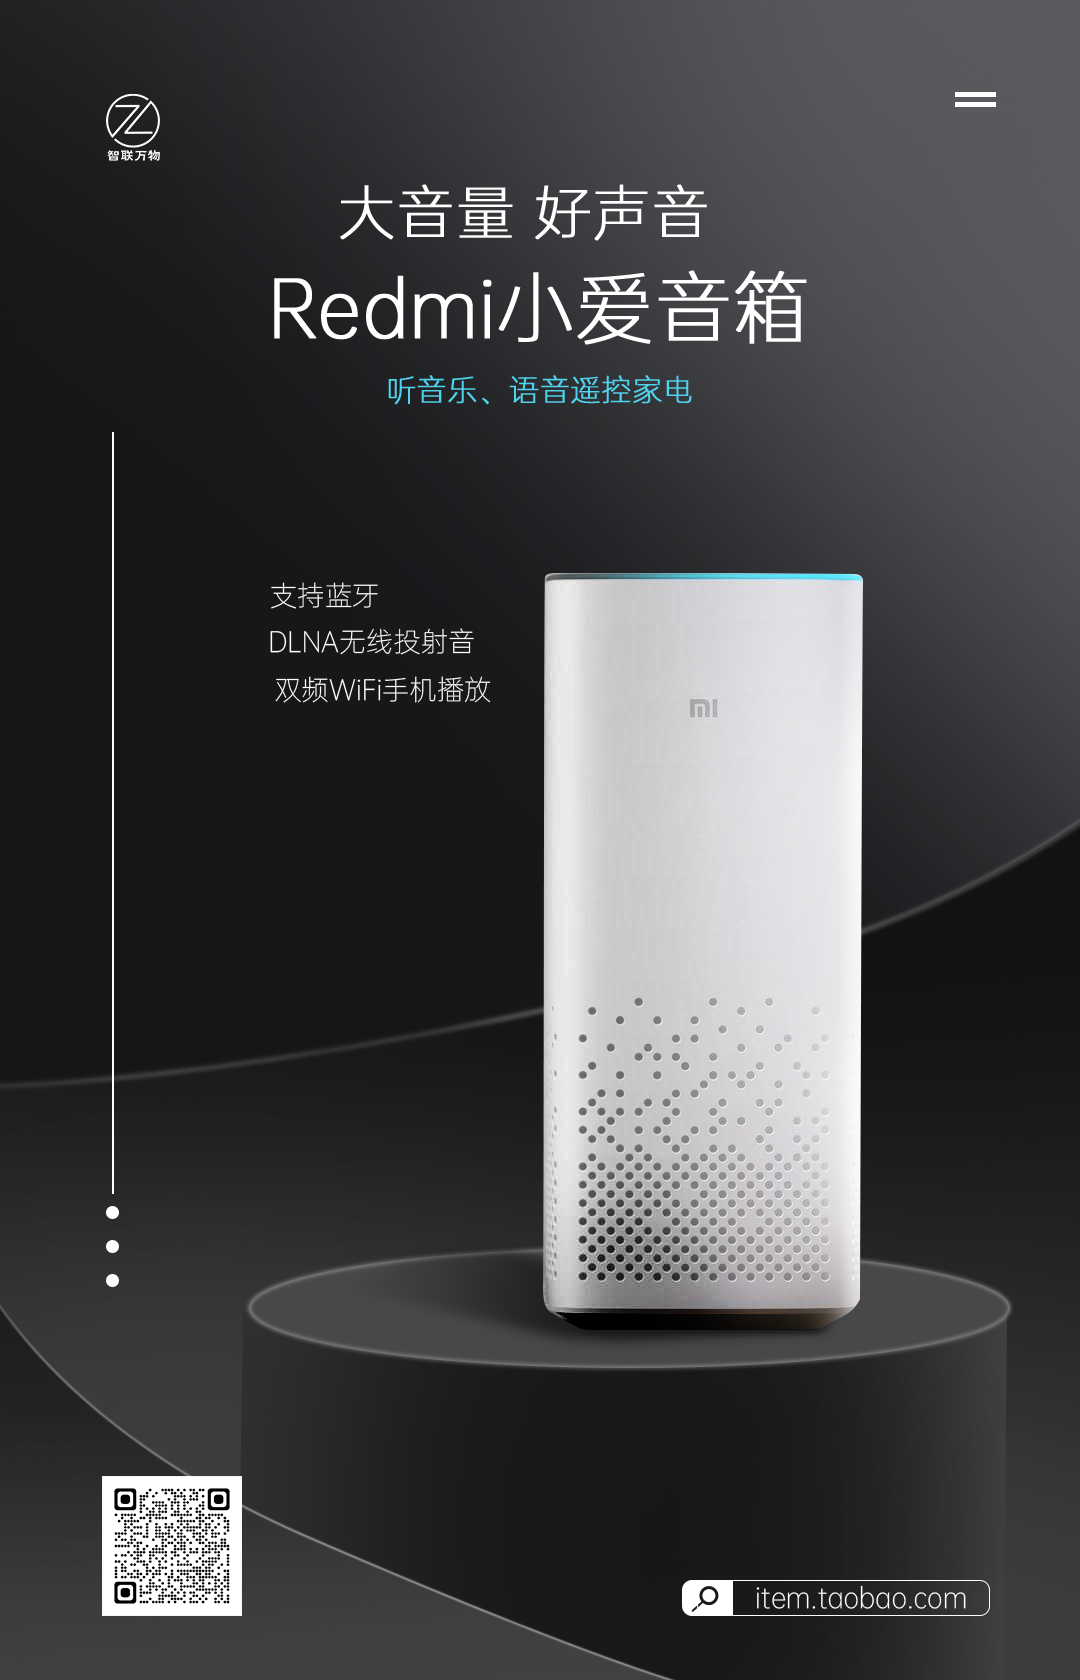 智联万物
大音量 好声音
Redmi小爱音箱
听音乐、语音遥控家电
支持蓝牙
DLNA无线投射音
双频WiFi手机播放
mi
item.taobao.com